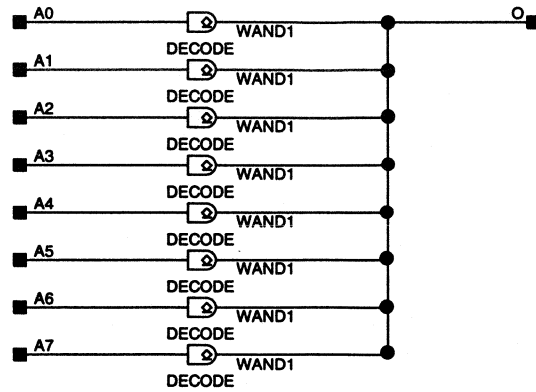 A0 WAND1 O
DECODE
A1 WAND1
DECODE
A2 WAND1
DECODE
A3 WAND1
DECODE
A4 WAND1
DECODE
A5 WAND1
DECODE
A6 WAND1
DECODE
A7 WAND1
DECODE